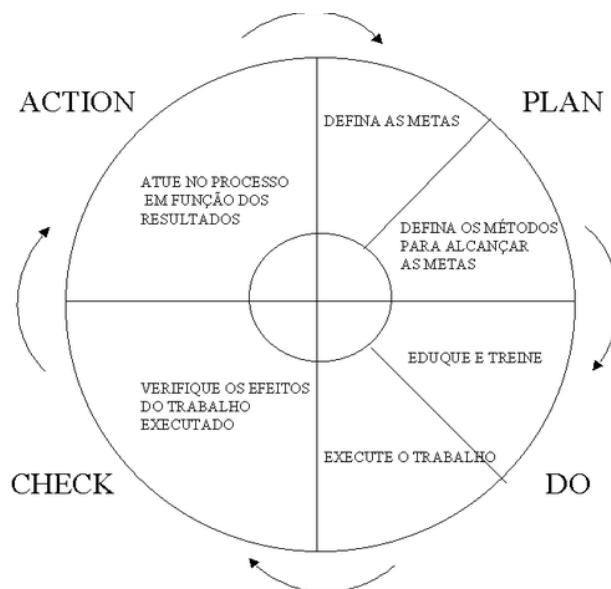 ACTION
PLAN
DEFINA AS METAS
ATUE NO PROCESSO
EM FUNÇÃO DOS
RESULTADOS
DEFINA OS MÉTODOS
PARA ALCANÇAR
AS METAS
EDUQUE E TREINE
VERIFIQUE OS EFEITOS
DO TRABALHO
EXECUTADO
EXECUTE O TRABALHO
CHECK
DO